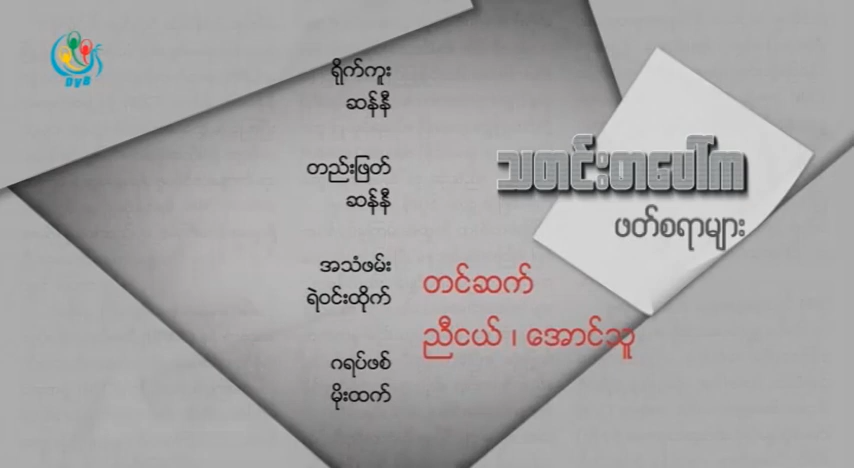 DVB
ရိုက်ကူး
ဆန်နီ
တည်းဖြတ်
ဆန်နီ
အသံဖမ်း
ရဲဝင်းထိုက်
ဂရပ်ဖစ်
မိုးထက်
သတင်းစာပေါ်က
ဖတ်စရာများ
တင်ဆက်
ညီငယ် ၊ အောင်သူ